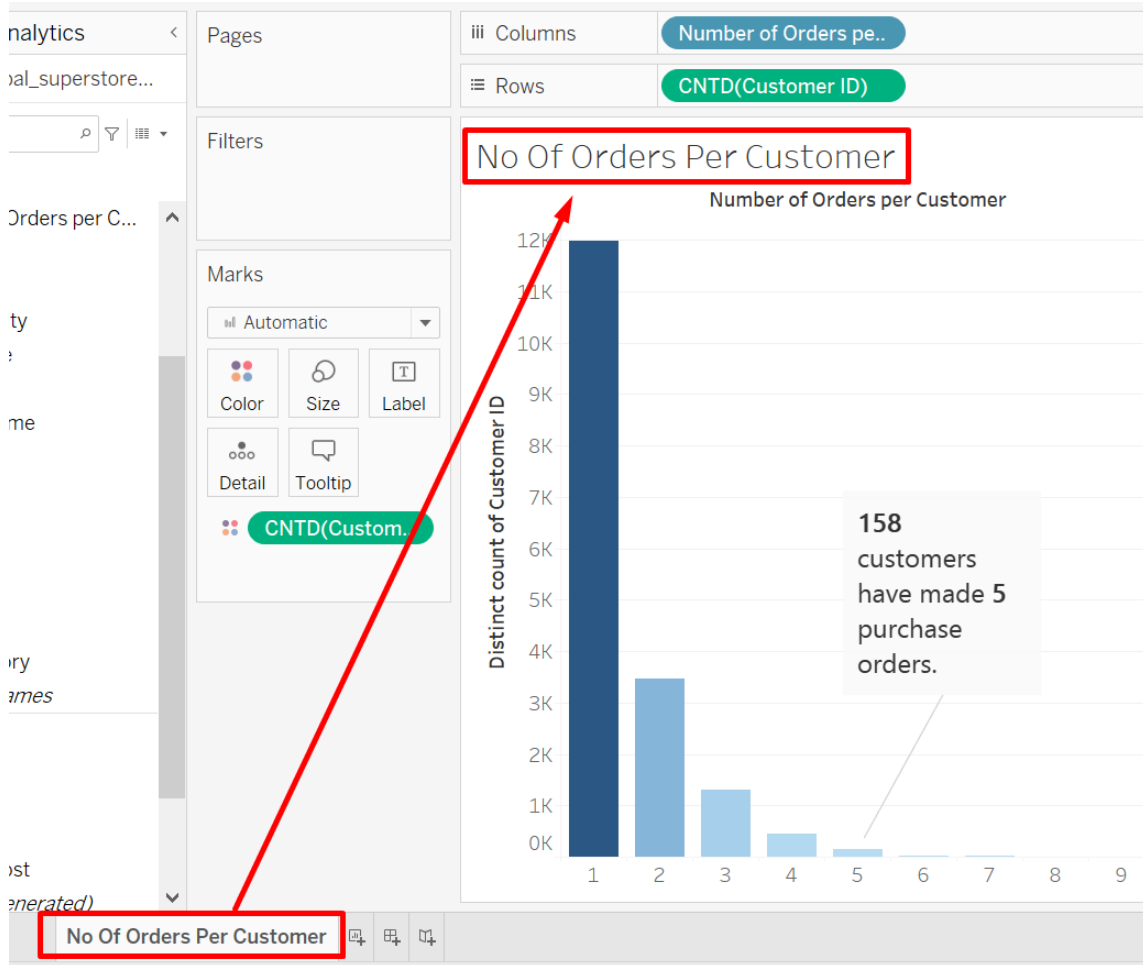 nalytics
bal_superstore...
Orders per C...
ty
e
me
ory
ames
ost
enerated)
Pages
Filters
Marks
Automatic
Color Size Label
Detail Tooltip
CNTD(Custom..
Columns Number of Orders pe..
Rows CNTD(Customer ID)
No Of Orders Per Customer
Number of Orders per Customer
Distinct count of Customer ID
12K
11K
10K
9K
8K
7K
6K
5K
4K
3K
2K
1K
0K
158
customers
have made 5
purchase
orders.
1 2 3 4 5 6 7 8 9
No Of Orders Per Customer